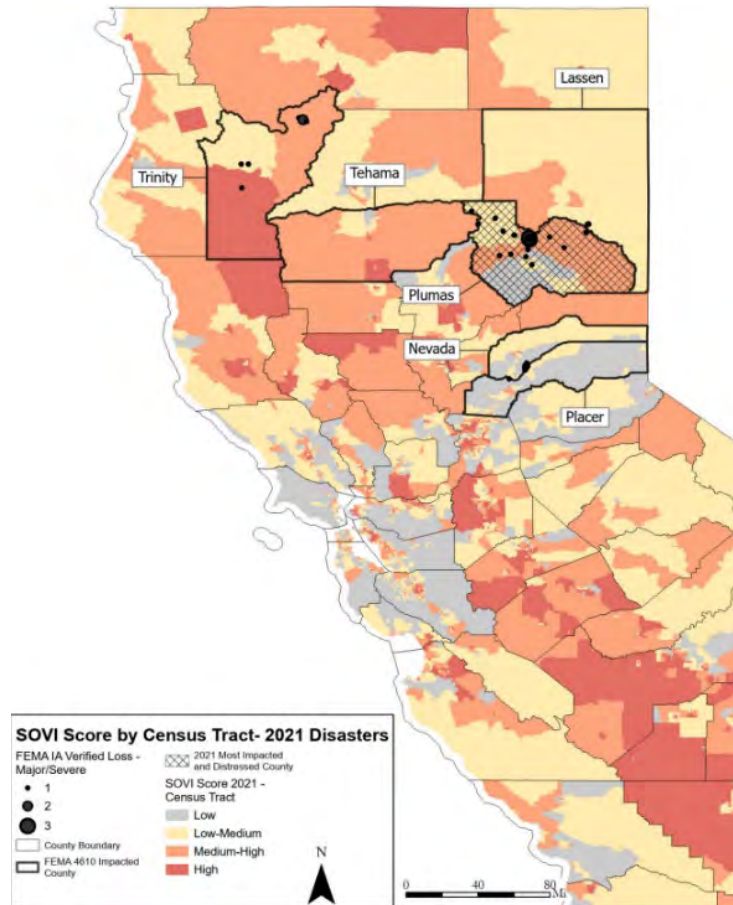 Lassen
Trinity
Tehama
Plumas
Nevada
Placer
SOVI Score by Census Tract- 2021 Disasters
FEMA IA Verified Loss -
Major/Severe
1
2
3
County Boundary
FEMA 4610 Impacted
County
2021 Most Impacted
and Distressed County
SOVI Score 2021 -
Census Tract
Low
Low-Medium
Medium-High
High
N
0 40 60 80
Mi